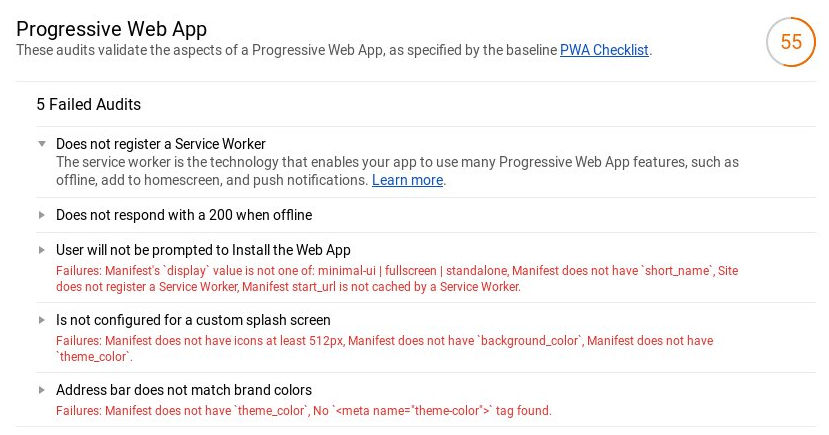 Progressive Web App
These audits validate the aspects of a Progressive Web App, as specified by the baseline PWA Checklist.
55
5 Failed Audits
Does not register a Service Worker
The service worker is the technology that enables your app to use many Progressive Web App features, such as
offline, add to homescreen, and push notifications. Learn more.
Does not respond with a 200 when offline
User will not be prompted to Install the Web App
Failures: Manifest's `display` value is not one of: minimal-ui | fullscreen | standalone, Manifest does not have `short_name`, Site
does not register a Service Worker, Manifest start_url is not cached by a Service Worker.
Is not configured for a custom splash screen
Failures: Manifest does not have icons at least 512px, Manifest does not have `background_color`, Manifest does not have
`theme_color`.
Address bar does not match brand colors
Failures: Manifest does not have `theme_color`, No `<meta name="theme-color">` tag found.